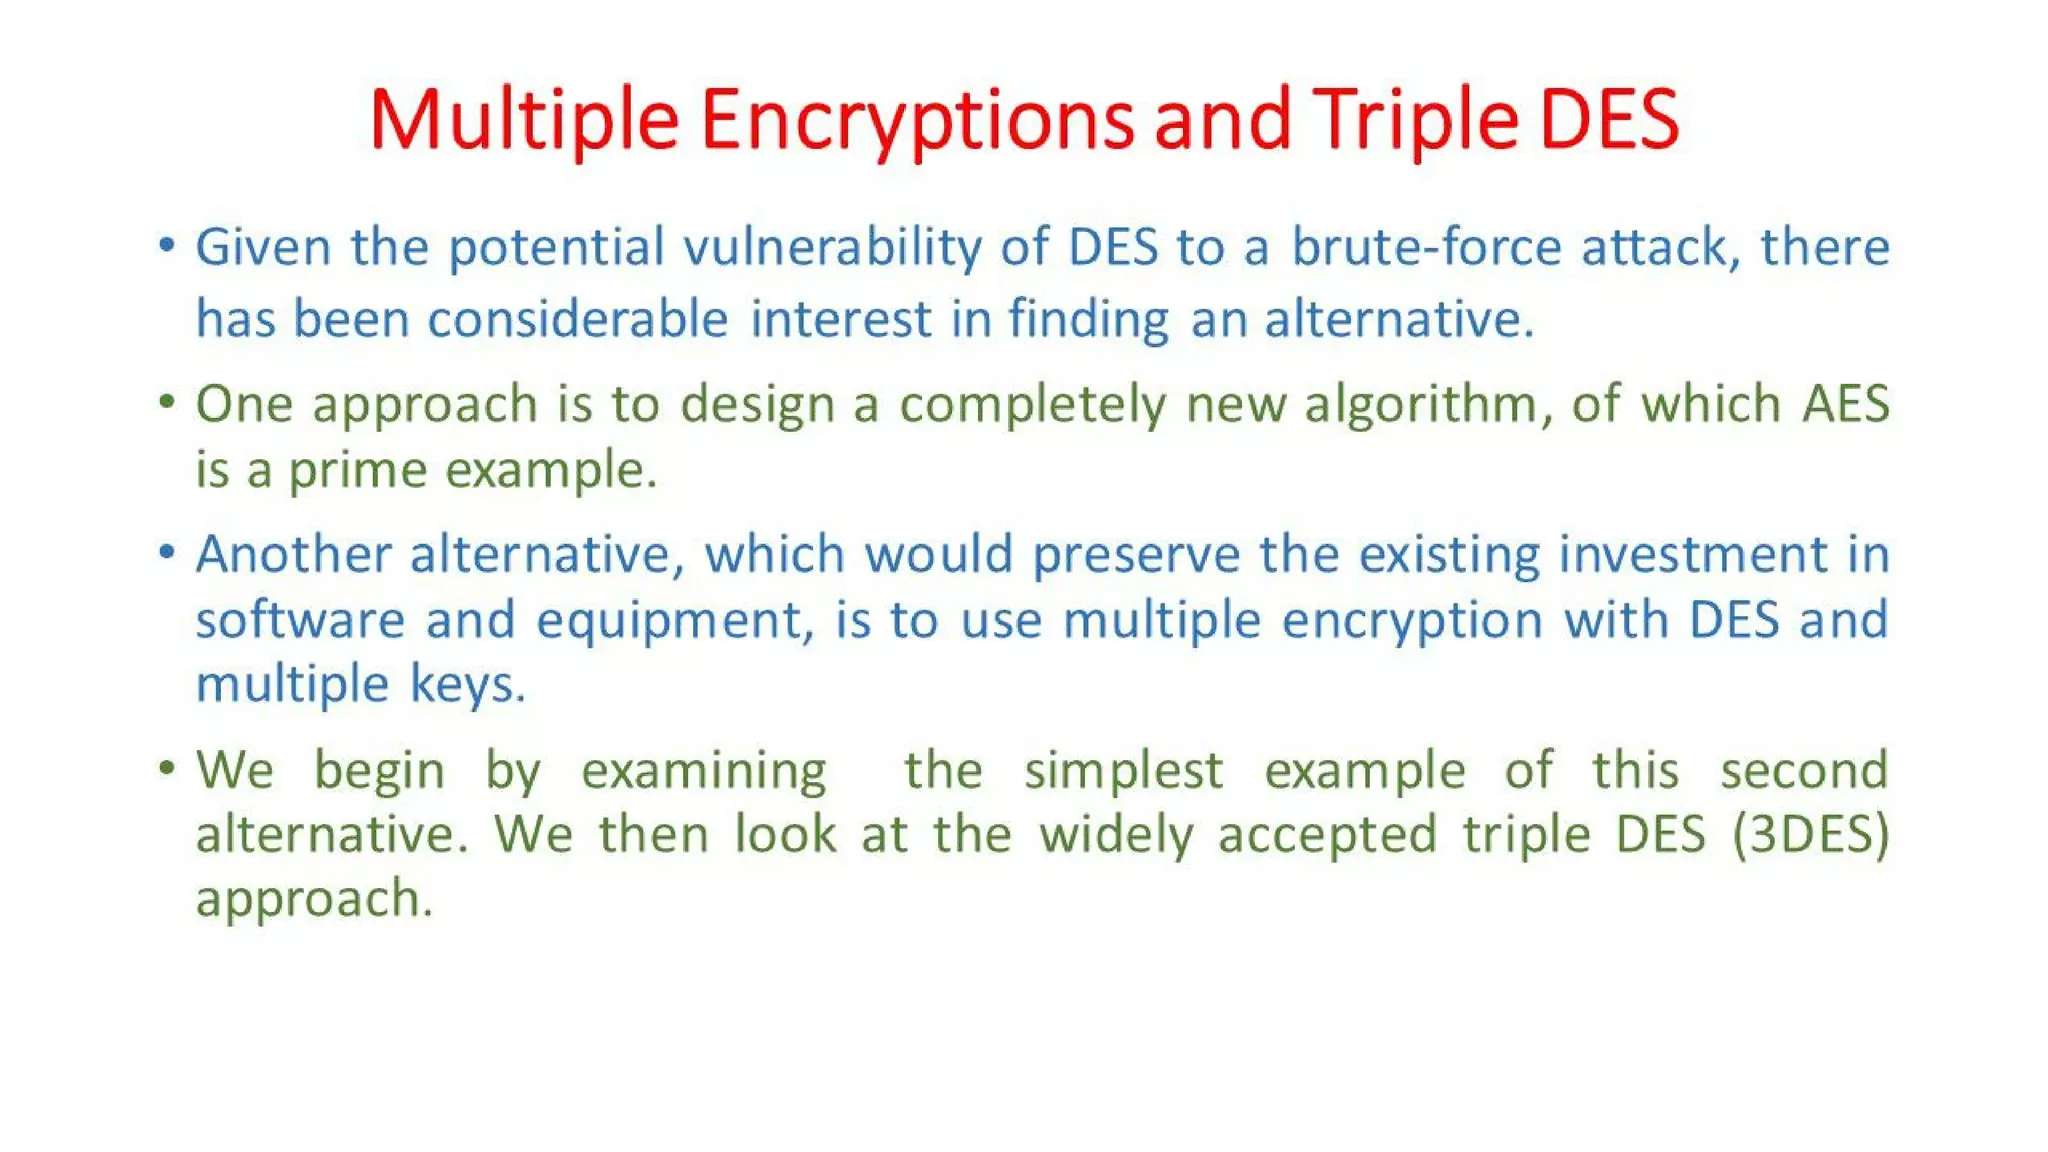 Multiple Encryptions and Triple DES
• Given the potential vulnerability of DES to a brute-force attack, there
has been considerable interest in finding an alternative.
• One approach is to design a completely new algorithm, of which AES
is a prime example.
• Another alternative, which would preserve the existing investment in
software and equipment, is to use multiple encryption with DES and
multiple keys.
• We begin by examining the simplest example of this second
alternative. We then look at the widely accepted triple DES (3DES)
approach.